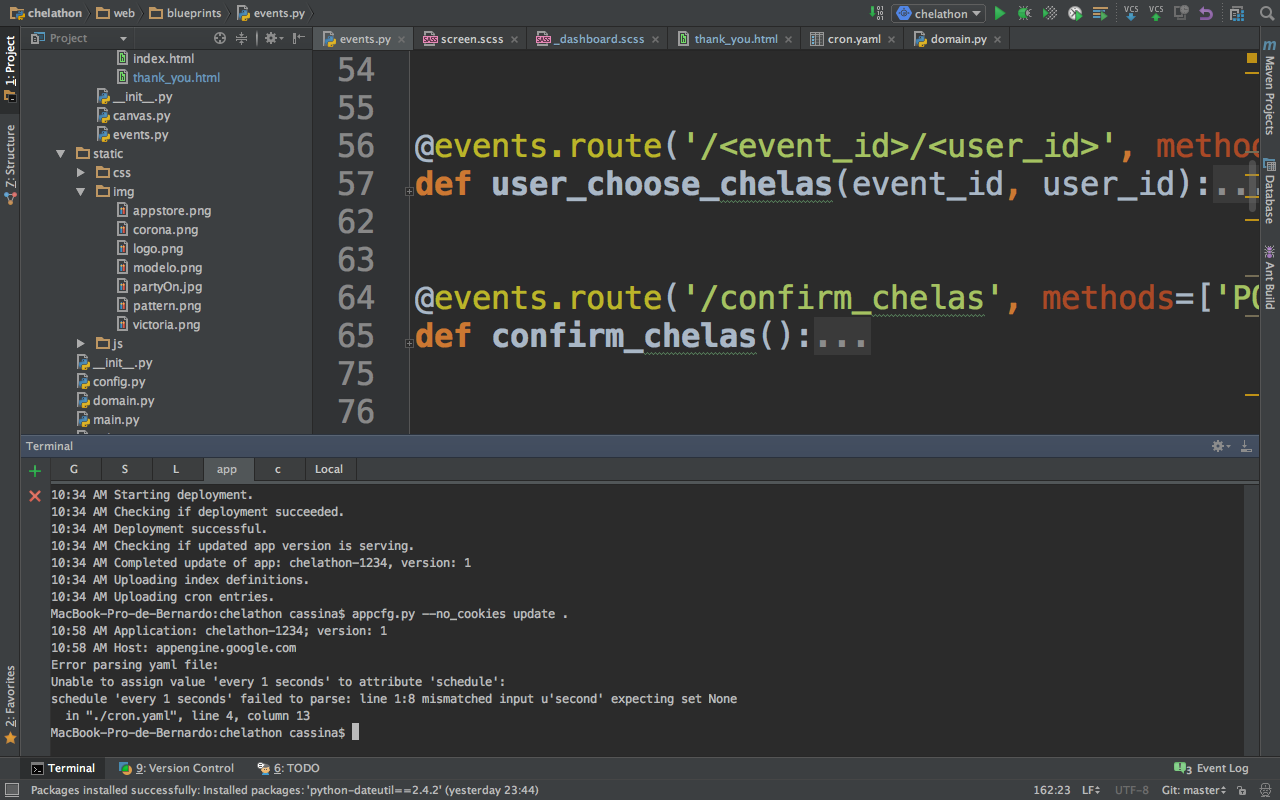 chelathon web blueprints events.py
chelathon VCS VCS
1: Project
Z: Structure
2: Favorites
Project
index.html
thank_you.html
__init__.py
canvas.py
events.py
static
css
img
appstore.png
corona.png
logo.png
modelo.png
partyOn.jpg
pattern.png
victoria.png
js
__init__.py
config.py
domain.py
main.py
events.py screen.scss _dashboard.scss thank_you.html cron.yaml domain.py
54
55
56 @events.route('/<event_id>/<user_id>', method
57 def user_choose_chelas(event_id, user_id):...
62
63
64 @events.route('/confirm_chelas', methods=['PO
65 def confirm_chelas():...
75
76
Maven Projects
Database
Ant Build
Terminal
G S L app c Local
10:34 AM Starting deployment.
10:34 AM Checking if deployment succeeded.
10:34 AM Deployment successful.
10:34 AM Checking if updated app version is serving.
10:34 AM Completed update of app: chelathon-1234, version: 1
10:34 AM Uploading index definitions.
10:34 AM Uploading cron entries.
MacBook-Pro-de-Bernardo:chelathon cassina$ appcfg.py --no_cookies update .
10:58 AM Application: chelathon-1234; version: 1
10:58 AM Host: appengine.google.com
Error parsing yaml file:
Unable to assign value 'every 1 seconds' to attribute 'schedule':
schedule 'every 1 seconds' failed to parse: line 1:8 mismatched input u'second' expecting set None
in "./cron.yaml", line 4, column 13
MacBook-Pro-de-Bernardo:chelathon cassina$
Terminal 9: Version Control 6: TODO 3 Event Log
Packages installed successfully: Installed packages: 'python-dateutil==2.4.2' (yesterday 23:44) 162:23 LF UTF-8 Git: master